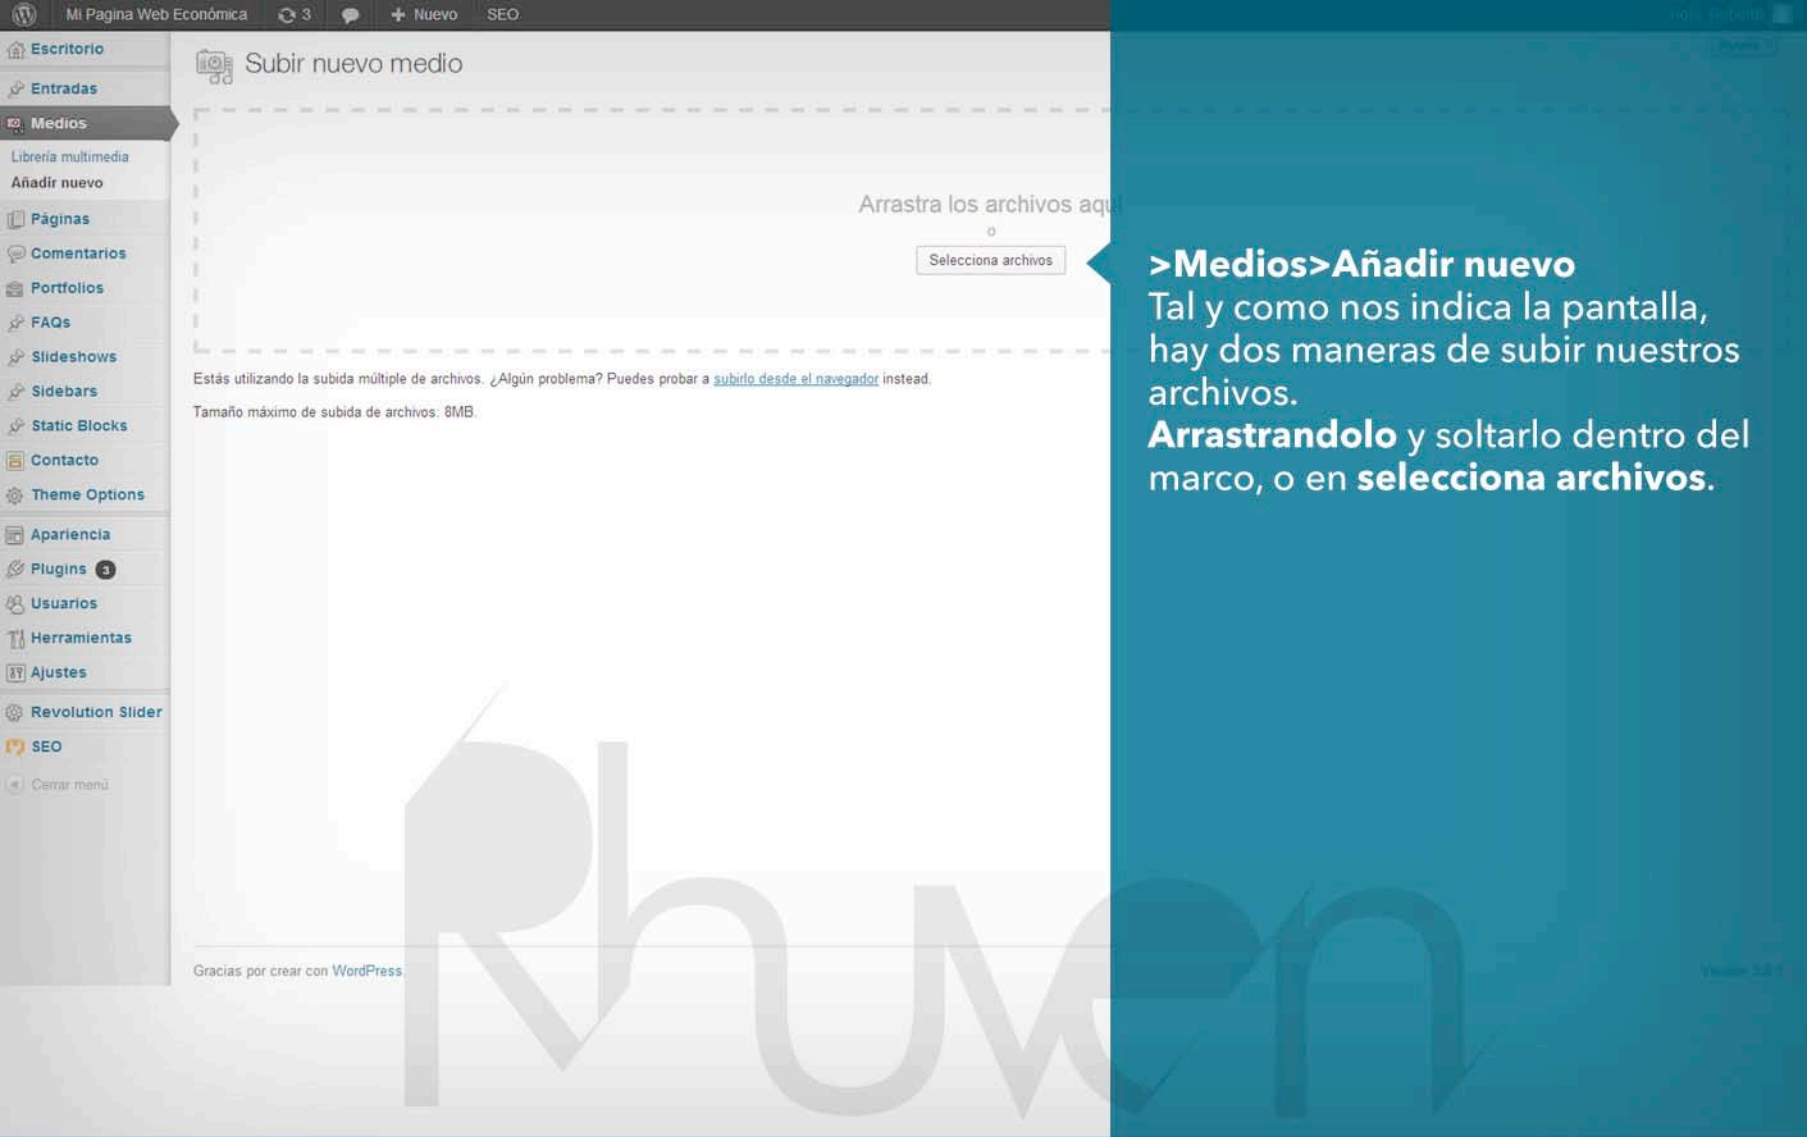 Mi Pagina Web Económica 3 + Nuevo SEO
Escritorio
Entradas
Medios
Librería multimedia
Añadir nuevo
Páginas
Comentarios
Portfolios
FAQs
Slideshows
Sidebars
Static Blocks
Contacto
Theme Options
Apariencia
Plugins 3
Usuarios
Herramientas
Ajustes
Revolution Slider
SEO
Cerrar menú
Subir nuevo medio
Arrastra los archivos aquí
o
Selecciona archivos
Estás utilizando la subida múltiple de archivos. ¿Algún problema? Puedes probar a subirlo desde el navegador instead.
Tamaño máximo de subida de archivos: 8MB.
Gracias por crear con WordPress.
>Medios>Añadir nuevo
Tal y como nos indica la pantalla,
hay dos maneras de subir nuestros
archivos.
Arrastrandolo y soltarlo dentro del
marco, o en selecciona archivos.
Rhuven